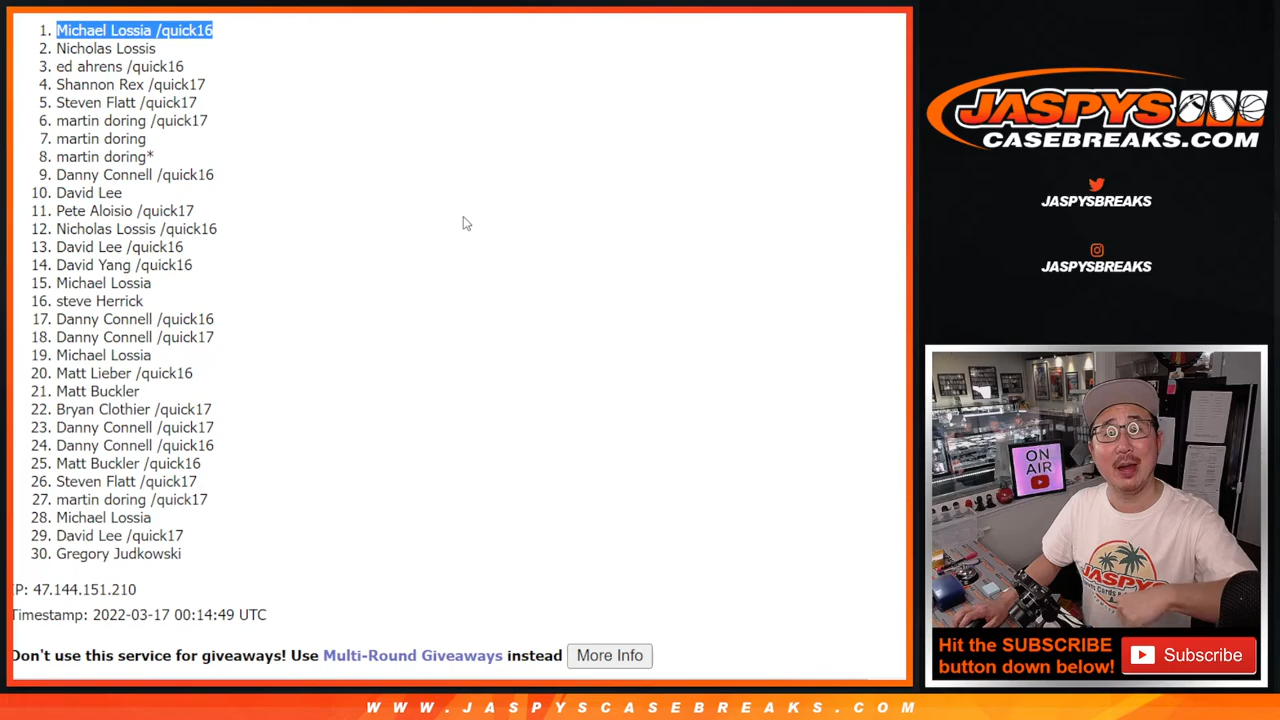 1. Michael Lossia /quick16
2. Nicholas Lossis
3. ed ahrens /quick16
4. Shannon Rex /quick17
5. Steven Flatt /quick17
6. martin doring /quick17
7. martin doring
8. martin doring*
9. Danny Connell /quick16
10. David Lee
11. Pete Aloisio /quick17
12. Nicholas Lossis /quick16
13. David Lee /quick16
14. David Yang /quick16
15. Michael Lossia
16. steve Herrick
17. Danny Connell /quick16
18. Danny Connell /quick17
19. Michael Lossia
20. Matt Lieber /quick16
21. Matt Buckler
22. Bryan Clothier /quick17
23. Danny Connell /quick17
24. Danny Connell /quick16
25. Matt Buckler /quick16
26. Steven Flatt /quick17
27. martin doring /quick17
28. Michael Lossia
29. David Lee /quick17
30. Gregory Judkowski
IP: 47.144.151.210
Timestamp: 2022-03-17 00:14:49 UTC
Don't use this service for giveaways! Use Multi-Round Giveaways instead More Info
JASPYS
CASEBREAKS.COM
JASPYSBREAKS
JASPYSBREAKS
ON
AIR
JASPYS
Hit the SUBSCRIBE
button down below!
Subscribe
WWW.JASPYSCASEBREAKS.COM